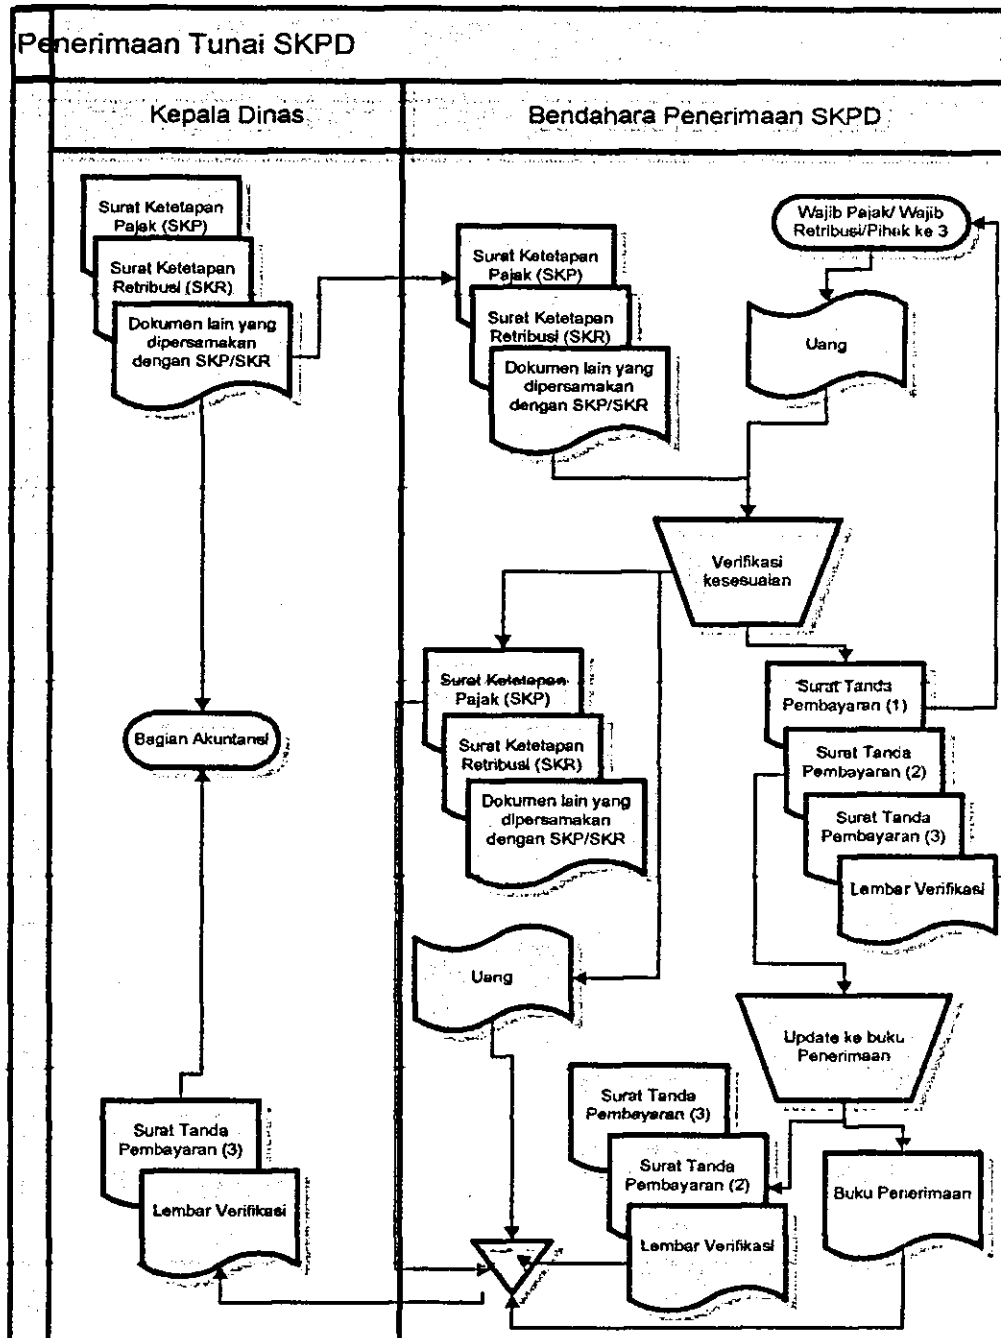 Penerimaan Tunai SKPD
Kepala Dinas
Bendahara Penerimaan SKPD
Surat Ketetapan
Pajak (SKP)
Surat Ketetapan
Retribusi (SKR)
Dokumen lain yang
dipersamakan
dengan SKP/SKR
Surat Ketetapan
Pajak (SKP)
Surat Ketetapan
Retribusi (SKR)
Dokumen lain yang
dipersamakan
dengan SKP/SKR
Wajib Pajak/ Wajib
Retribusi/Pihak ke 3
Uang
Verifikasi
kesesuaian
Surat Ketetapan
Pajak (SKP)
Surat Ketetapan
Retribusi (SKR)
Dokumen lain yang
dipersamakan
dengan SKP/SKR
Surat Tanda
Pembayaran (1)
Surat Tanda
Pembayaran (2)
Surat Tanda
Pembayaran (3)
Lembar Verifikasi
Bagian Akuntansi
Uang
Update ke buku
Penerimaan
Surat Tanda
Pembayaran (3)
Lembar Verifikasi
Surat Tanda
Pembayaran (3)
Surat Tanda
Pembayaran (2)
Lembar Verifikasi
Buku Penerimaan